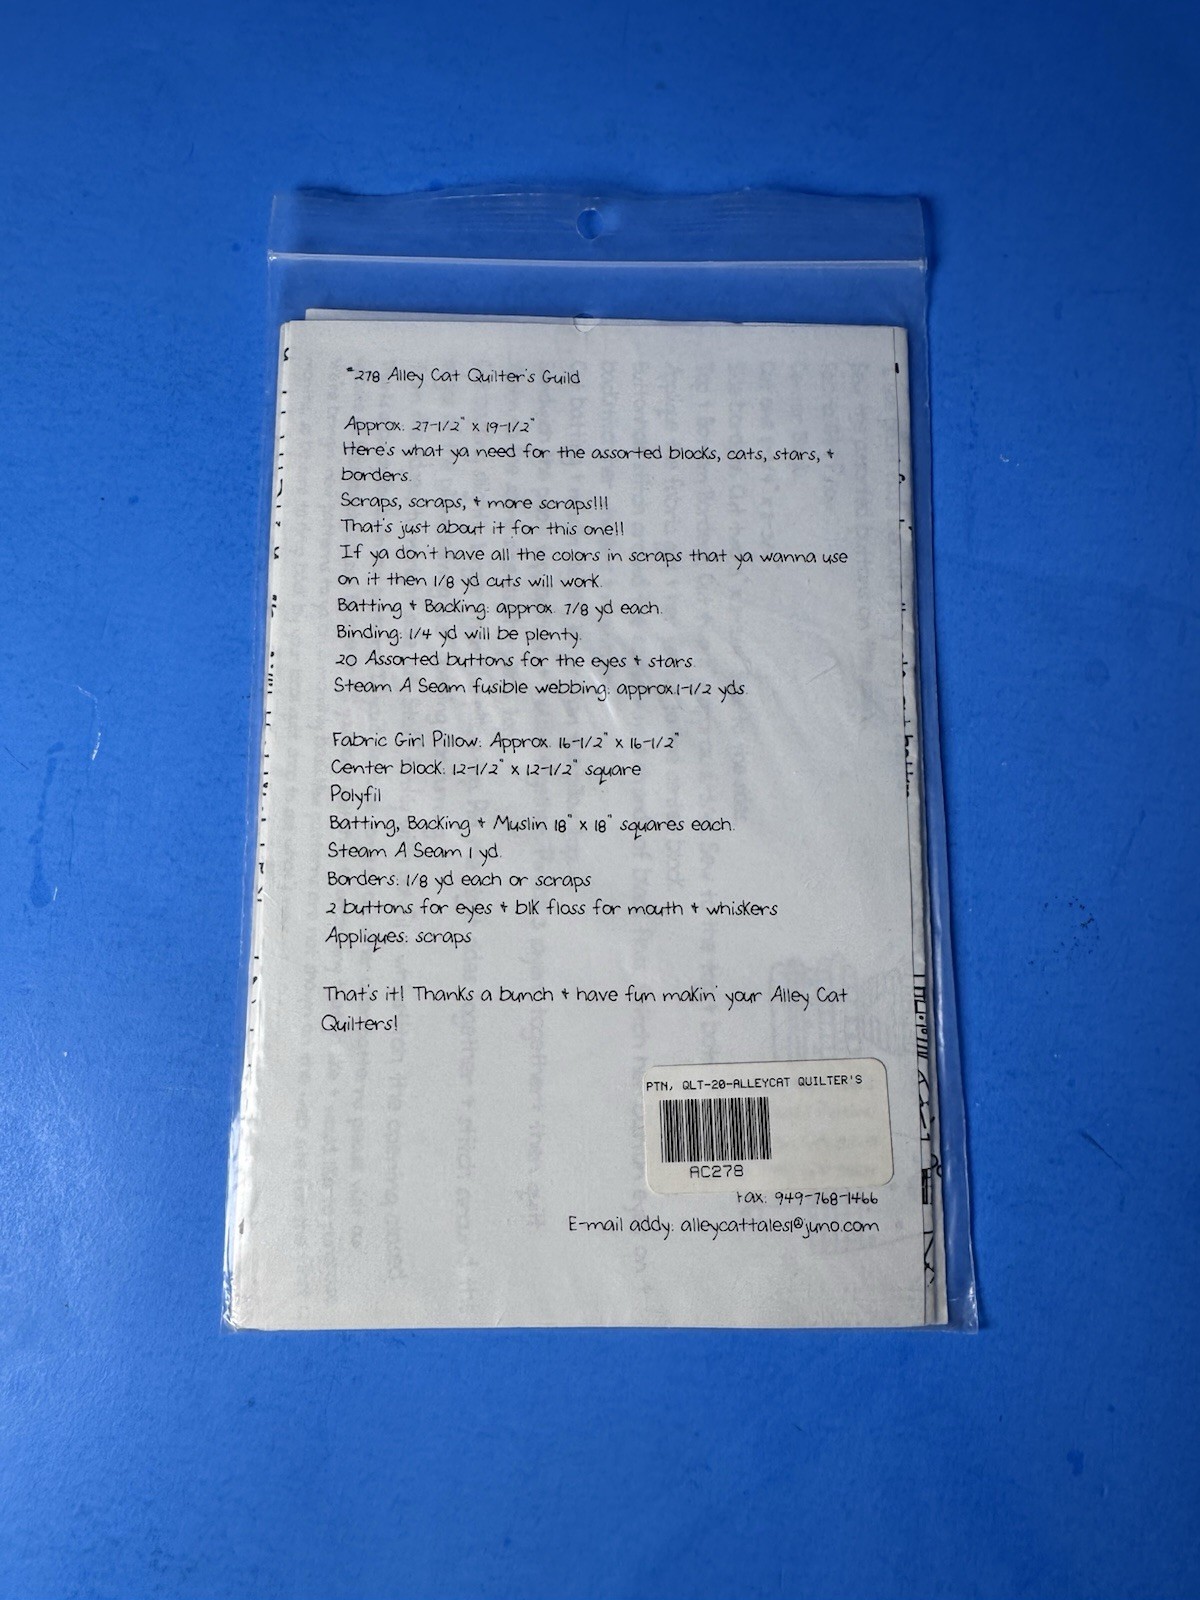 #278 Alley Cat Quilter's Guild
Approx. 27-1/2" x 19-1/2"
Here's what ya need for the assorted blocks, cats, stars, +
borders.
Scraps, scraps, + more scraps!!!
That's just about it for this one!!
If ya don't have all the colors in scraps that ya wanna use
on it then 1/8 yd cuts will work.
Batting + Backing: approx. 7/8 yd each.
Binding: 1/4 yd will be plenty.
20 Assorted buttons for the eyes + stars.
Steam A Seam fusible webbing: approx.1-1/2 yds.
Fabric Girl Pillow: Approx. 16-1/2" x 16-1/2"
Center block: 12-1/2" x 12-1/2" square
Polyfil
Batting, Backing + Muslin 18" x 18" squares each.
Steam A Seam 1 yd.
Borders: 1/8 yd each or scraps
2 buttons for eyes + blk floss for mouth + whiskers
Appliques: scraps
That's it! Thanks a bunch + have fun makin' your Alley Cat
Quilters!
PTN, QLT-20-ALLEYCAT QUILTER'S
AC278
Fax: 949-768-1466
E-mail addy: alleycattales1@juno.com